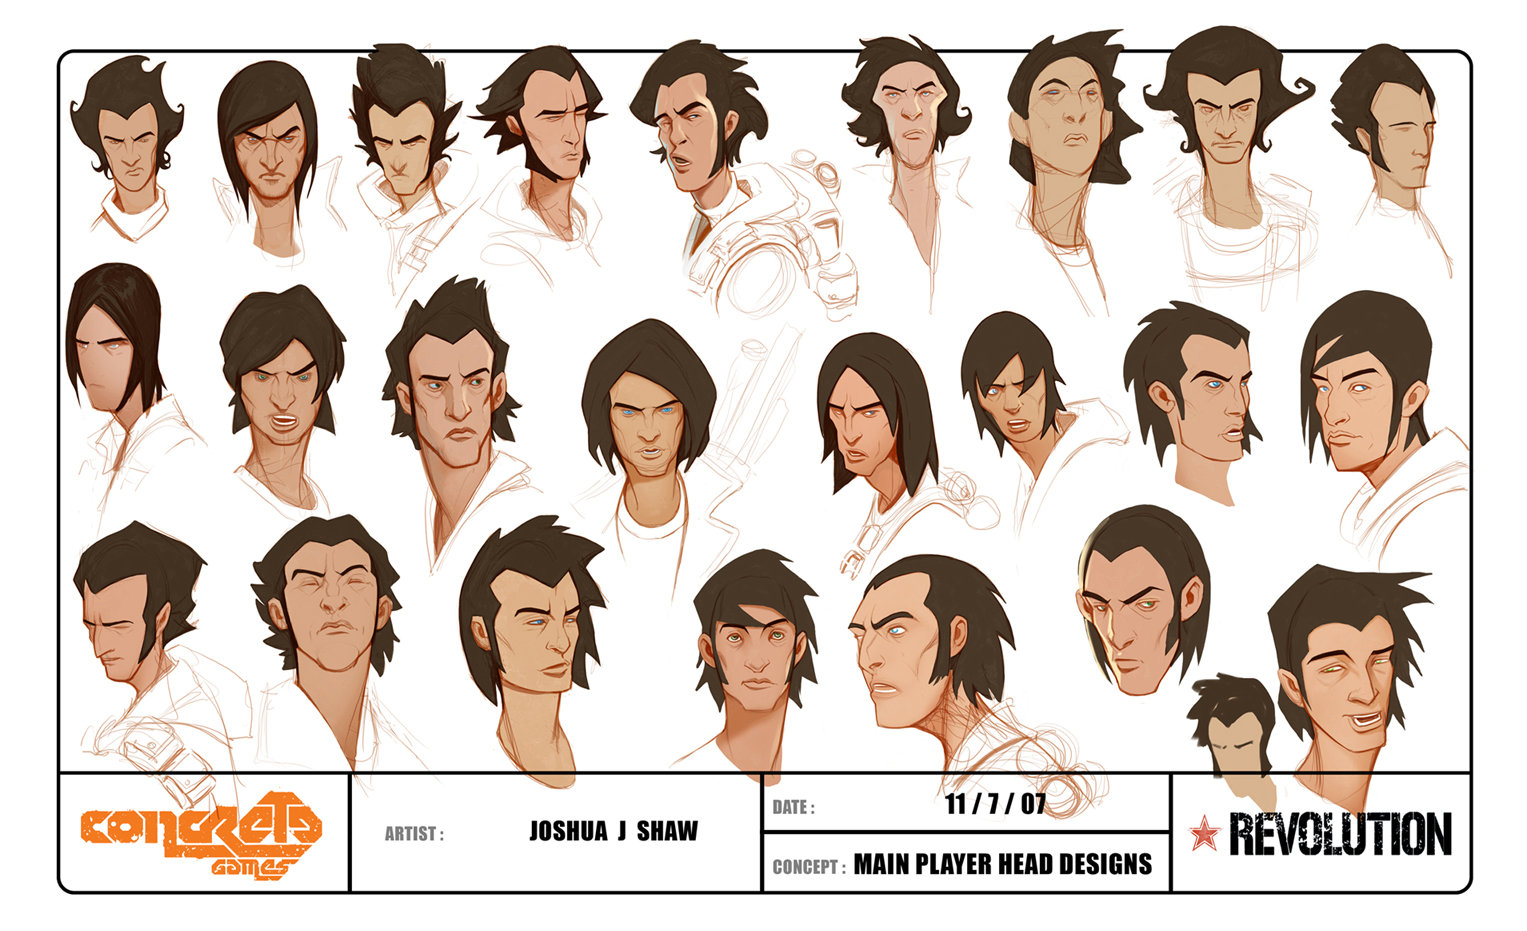 CONCRETE
GAMES
ARTIST :
JOSHUA J SHAW
DATE :
11 / 7 / 07
CONCEPT :
MAIN PLAYER HEAD DESIGNS
REVOLUTION